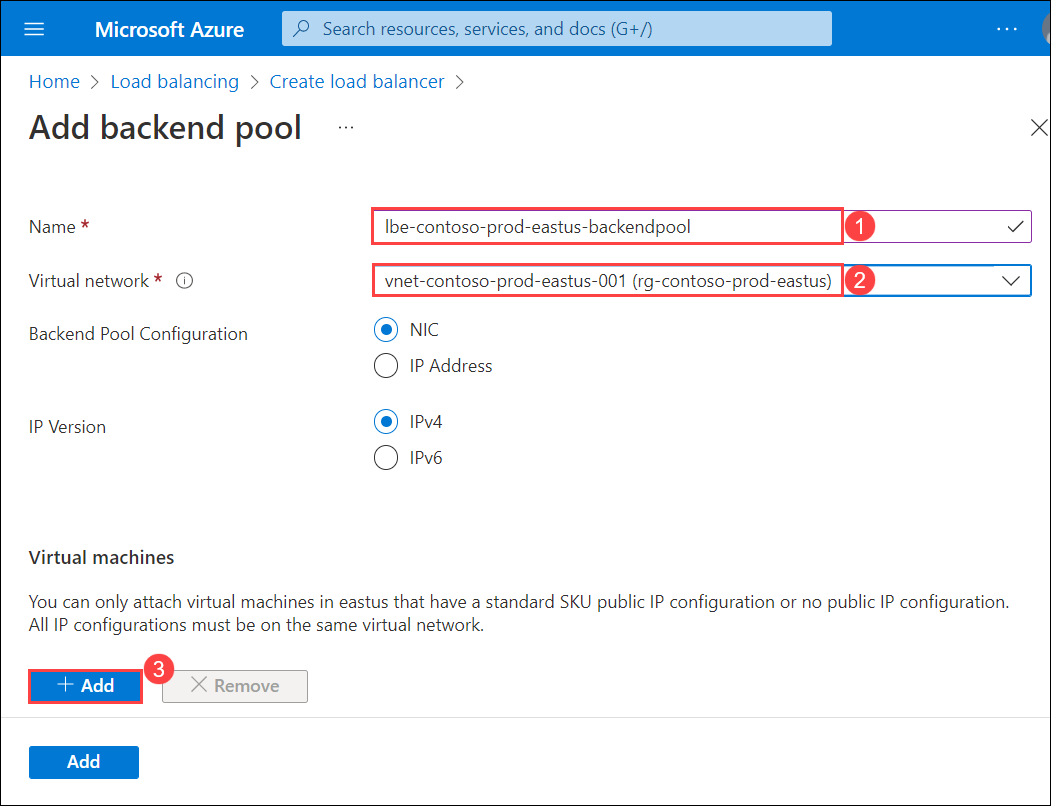 Microsoft Azure
Search resources, services, and docs (G+/)
...
Home > Load balancing > Create load balancer >
Add backend pool ...
Name *
lbe-contoso-prod-eastus-backendpool
1
Virtual network *
vnet-contoso-prod-eastus-001 (rg-contoso-prod-eastus)
2
Backend Pool Configuration
NIC
IP Address
IP Version
IPv4
IPv6
Virtual machines
You can only attach virtual machines in eastus that have a standard SKU public IP configuration or no public IP configuration.
All IP configurations must be on the same virtual network.
+ Add
3
Remove
Add